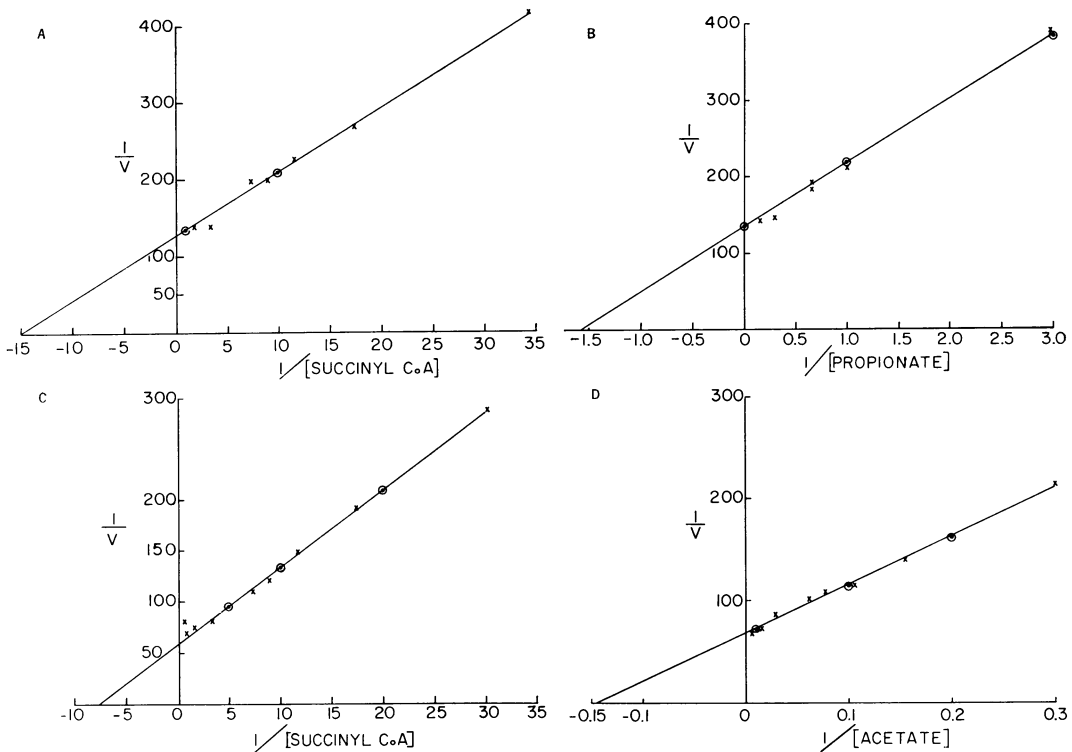 A
400
300
200
100
50
1/V
-15 -10 -5 0 5 10 15 20 25 30 35
1/[SUCCINYL CoA]
B
400
300
200
100
1/V
-1.5 -1.0 -0.5 0 0.5 1.0 1.5 2.0 2.5 3.0
1/[PROPIONATE]
C
300
200
150
100
50
1/V
-10 -5 0 5 10 15 20 25 30 35
1/[SUCCINYL CoA]
D
300
200
100
1/V
-0.15 -0.1 0 0.1 0.2 0.3
1/[ACETATE]